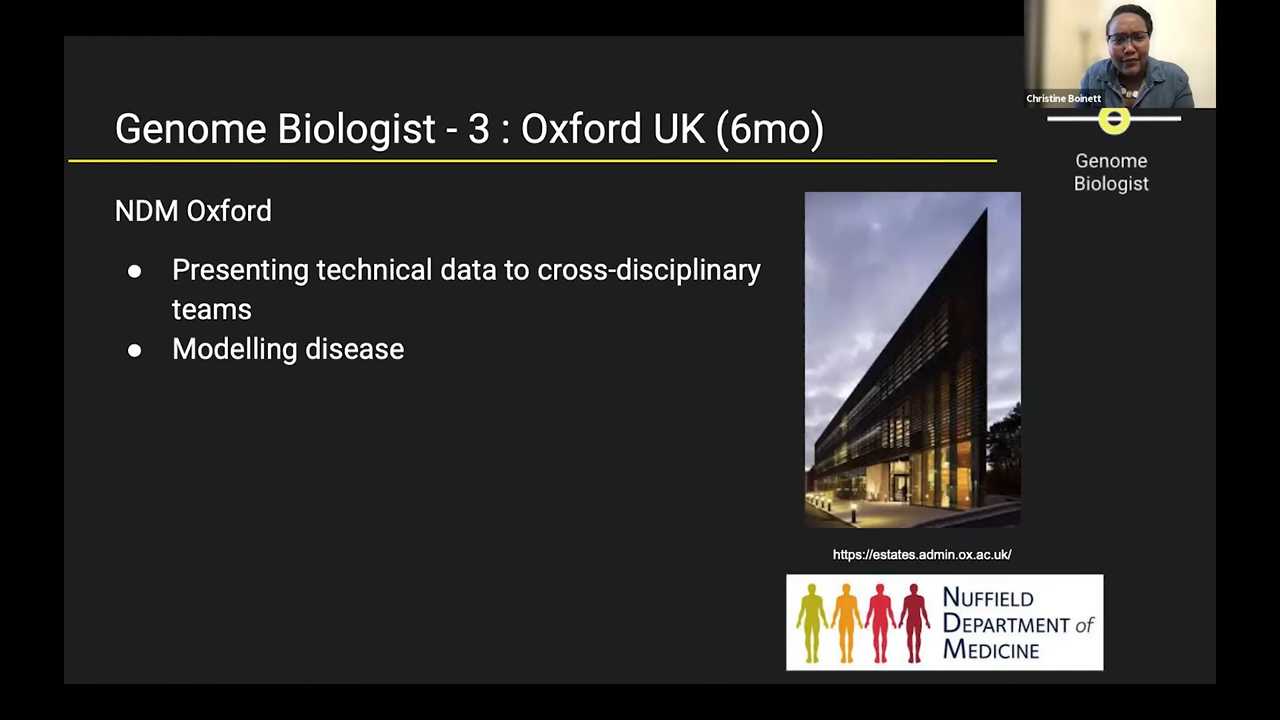 Christine Boinett
Genome Biologist - 3 : Oxford UK (6mo)
Genome
Biologist
NDM Oxford
● Presenting technical data to cross-disciplinary
teams
● Modelling disease
https://estates.admin.ox.ac.uk/
NUFFIELD
DEPARTMENT of
MEDICINE